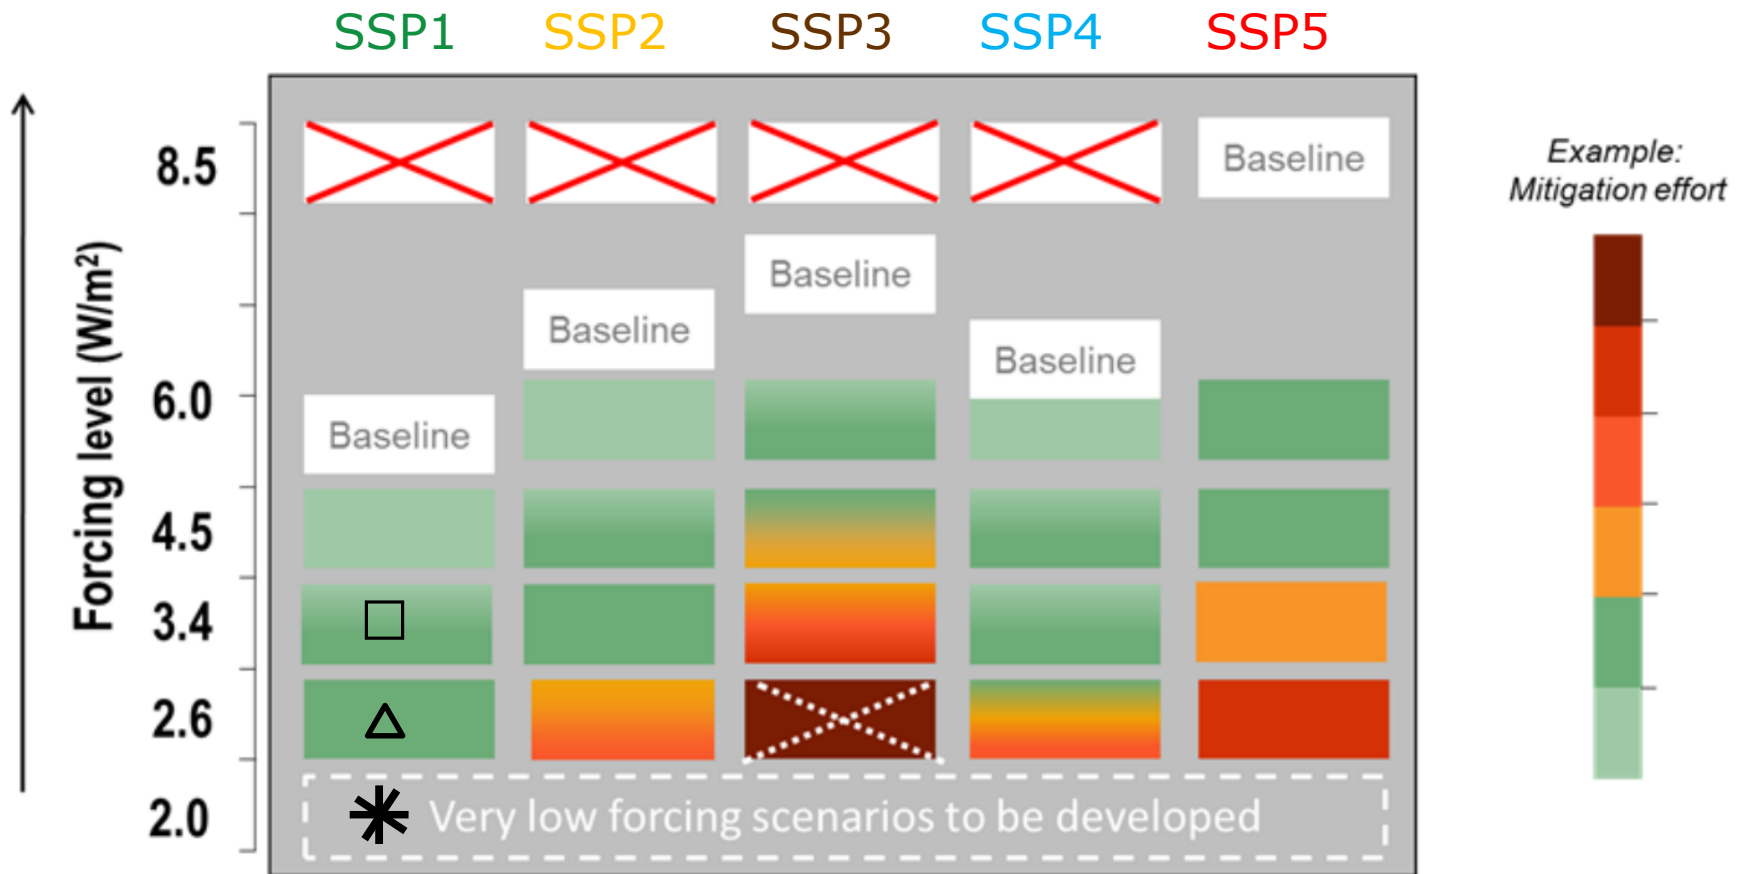 SSP1 SSP2 SSP3 SSP4 SSP5
8.5
Baseline
Example:
Mitigation effort
Baseline
Baseline
Baseline
6.0
Baseline
Forcing level (W/m²)
4.5
3.4
2.6
2.0
Very low forcing scenarios to be developed